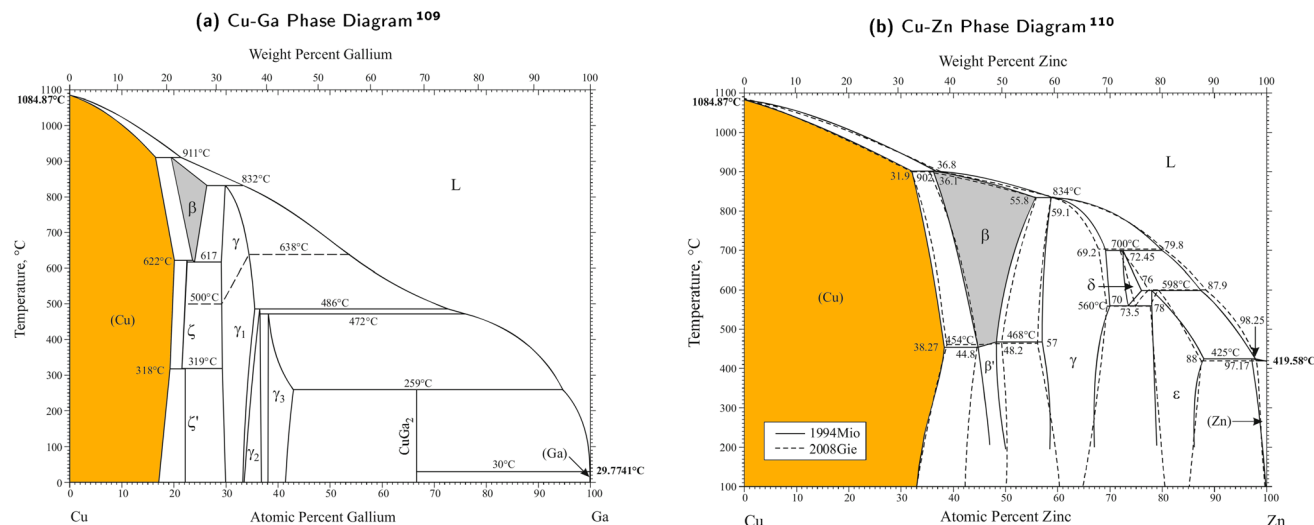 (a) Cu-Ga Phase Diagram 109
Weight Percent Gallium
0 10 20 30 40 50 60 70 80 90 100
1084.87°C
1100
1000
900
800
700
600
500
400
300
200
100
0
Temperature, °C
911°C
832°C
L
β
γ
638°C
622°C
617
(Cu)
500°C
486°C
472°C
ζ
γ1
318°C
319°C
γ3
259°C
ζ'
γ2
CuGa2
(Ga)
30°C
29.7741°C
0 10 20 30 40 50 60 70 80 90 100
Cu
Atomic Percent Gallium
Ga
(b) Cu-Zn Phase Diagram 110
Weight Percent Zinc
0 10 20 30 40 50 60 70 80 90 100
1100
1084.87°C
1000
900
800
700
600
500
400
300
200
100
Temperature, °C
L
36.8
31.9
902
36.1
834°C
55.8
59.1
β
700°C
79.8
69.2
72.45
76
598°C
87.9
δ
(Cu)
560°C
70
73.5
78
98.25
454°C
468°C
38.27
44.8
48.2
57
β'
γ
88
425°C
97.17
419.58°C
ε
(Zn)
1994Mio
2008Gie
0 10 20 30 40 50 60 70 80 90 100
Cu
Atomic Percent Zinc
Zn